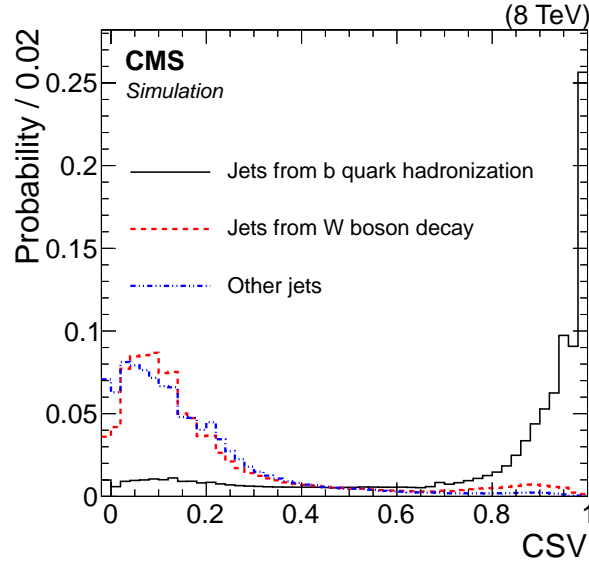 (8 TeV)
CMS
Simulation
Jets from b quark hadronization
Jets from W boson decay
Other jets
Probability / 0.02
0.25
0.2
0.15
0.1
0.05
0
0 0.2 0.4 0.6 0.8 1
CSV